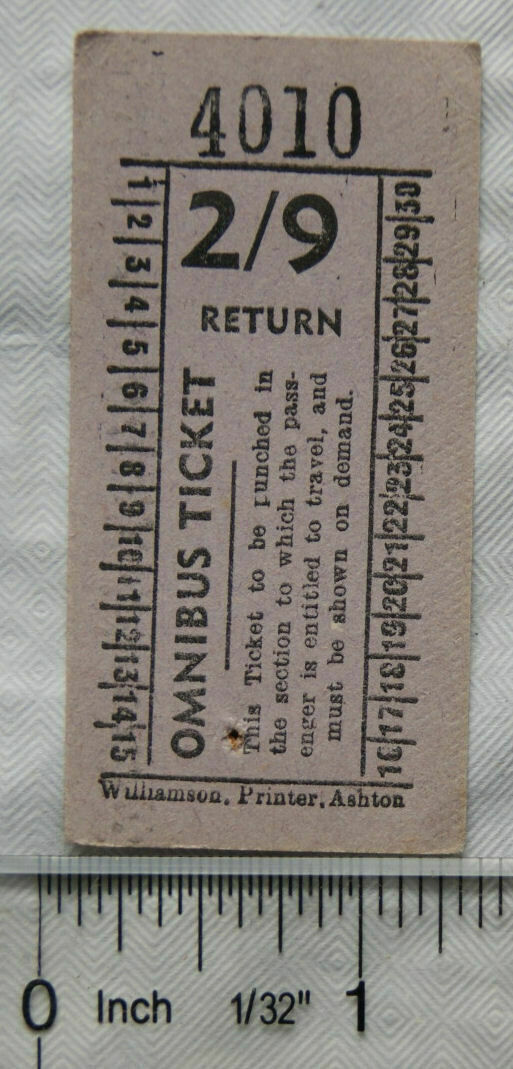 4010
2/9
RETURN
OMNIBUS TICKET
This Ticket to be punched in
the section to which the pass-
enger is entitled to travel, and
must be shown on demand.
1|2|3|4|5|6|7|8|9|10|11|12|13|14|15
16|17|18|19|20|21|22|23|24|25|26|27|28|29|30
Williamson, Printer, Ashton
0 Inch 1/32" 1